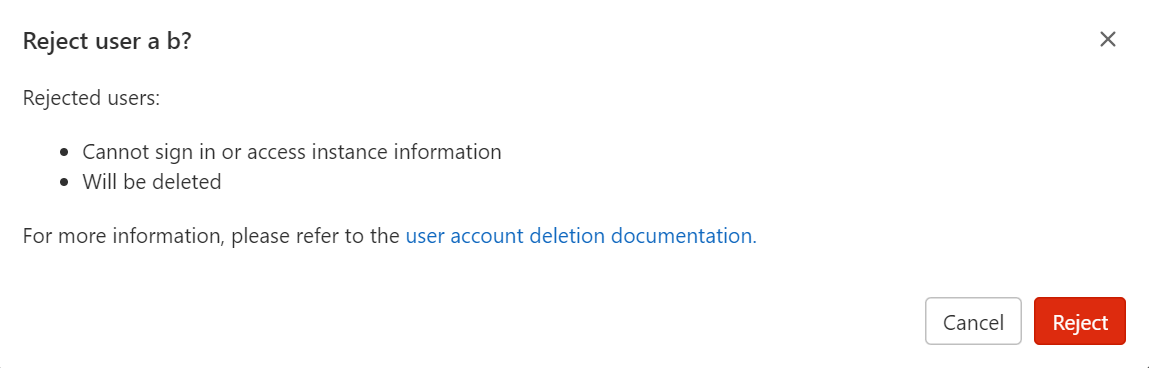 Reject user a b?
Rejected users:
Cannot sign in or access instance information
Will be deleted
For more information, please refer to the user account deletion documentation.
Cancel
Reject